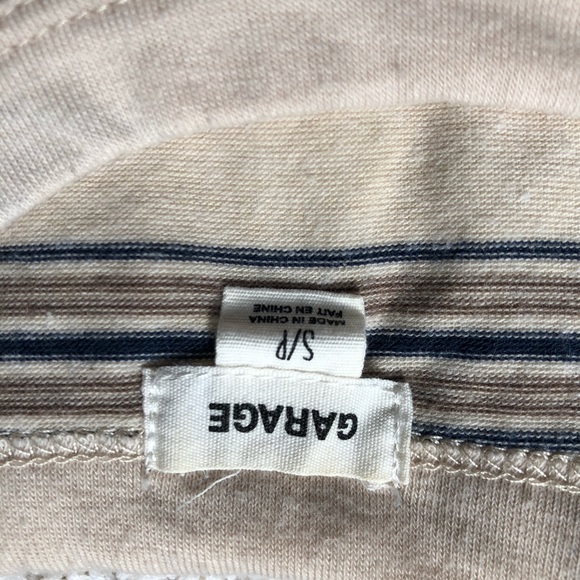 GARAGE
S/P
MADE IN CHINA
FAIT EN CHINE